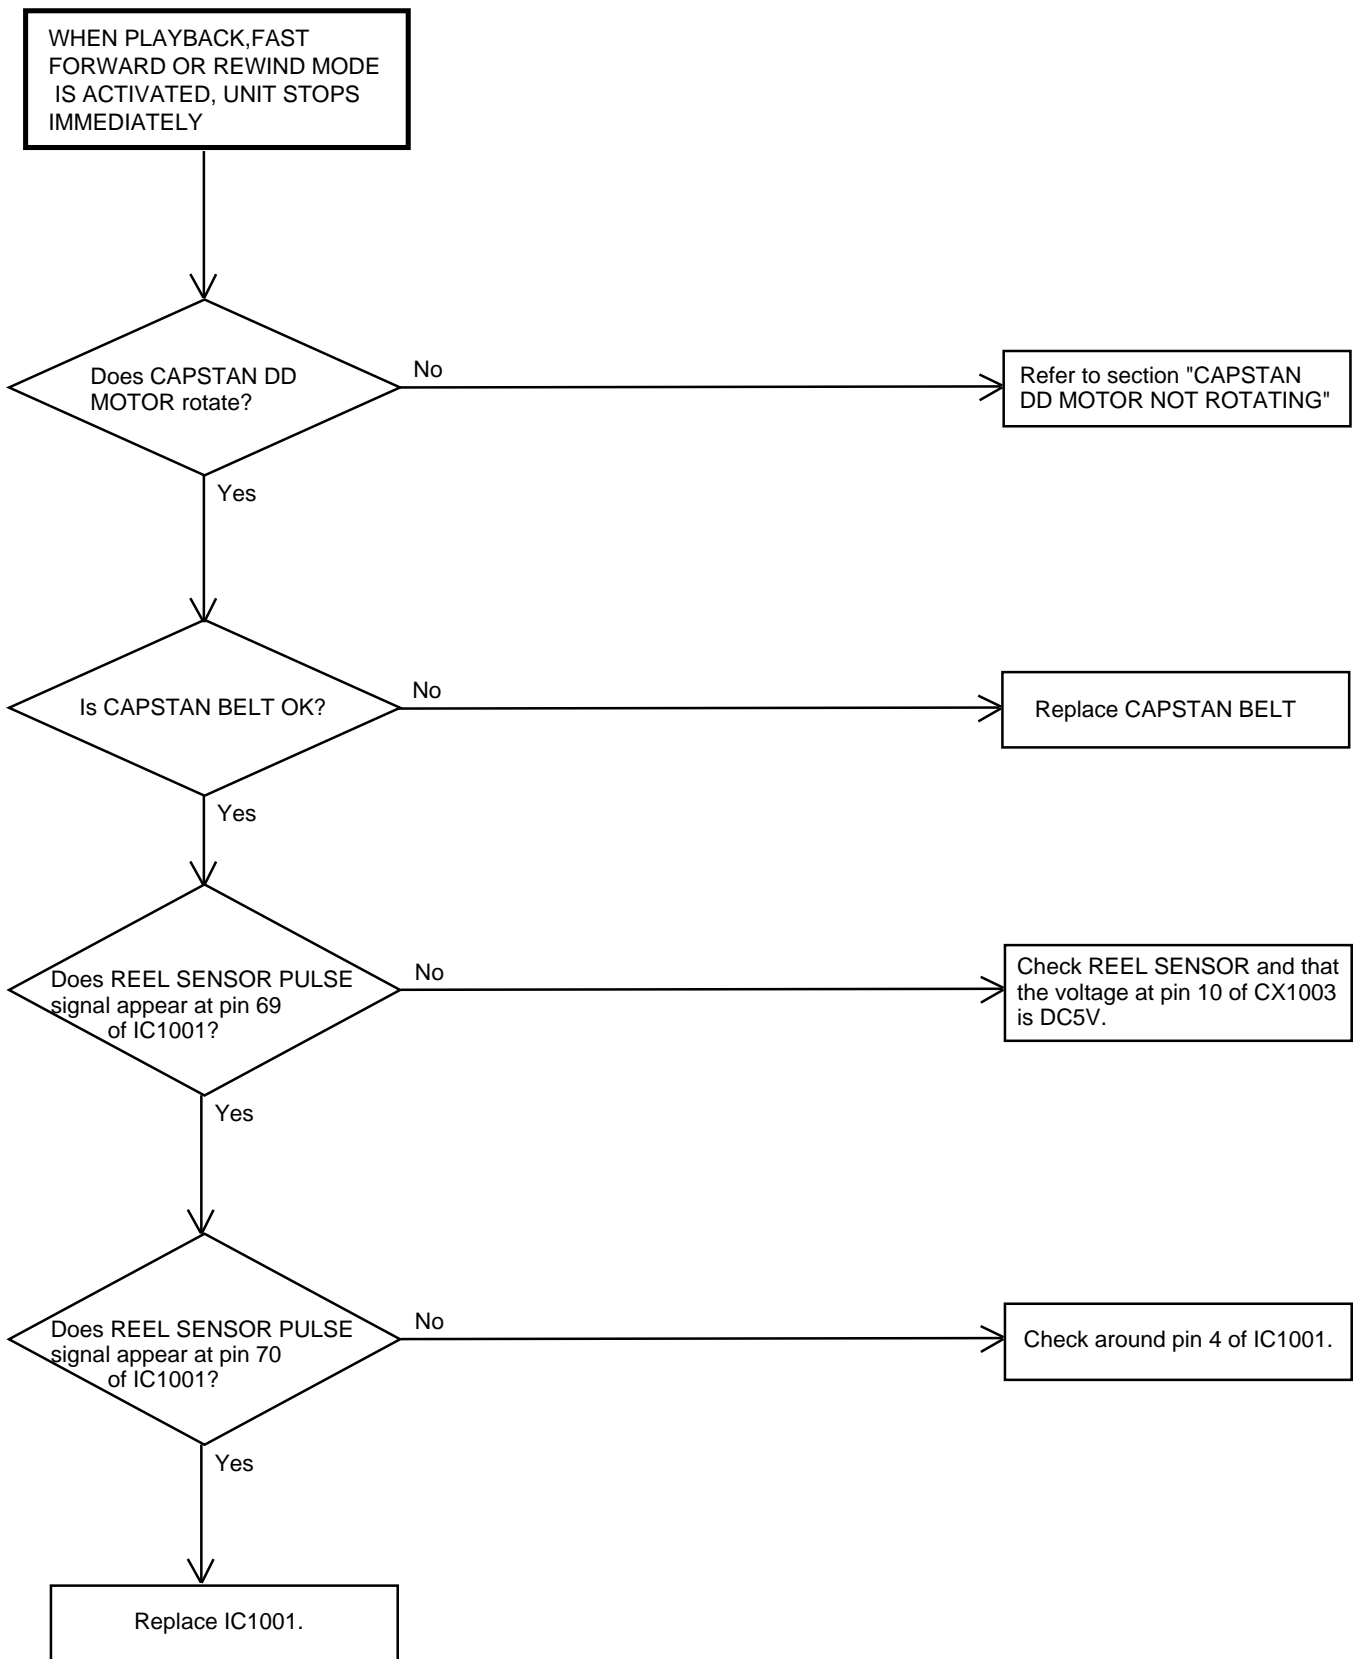 WHEN PLAYBACK,FAST
FORWARD OR REWIND MODE
IS ACTIVATED, UNIT STOPS
IMMEDIATELY
Does CAPSTAN DD
MOTOR rotate?
No
Refer to section "CAPSTAN
DD MOTOR NOT ROTATING"
Yes
Is CAPSTAN BELT OK?
No
Replace CAPSTAN BELT
Yes
Does REEL SENSOR PULSE
signal appear at pin 69
of IC1001?
No
Check REEL SENSOR and that
the voltage at pin 10 of CX1003
is DC5V.
Yes
Does REEL SENSOR PULSE
signal appear at pin 70
of IC1001?
No
Check around pin 4 of IC1001.
Yes
Replace IC1001.